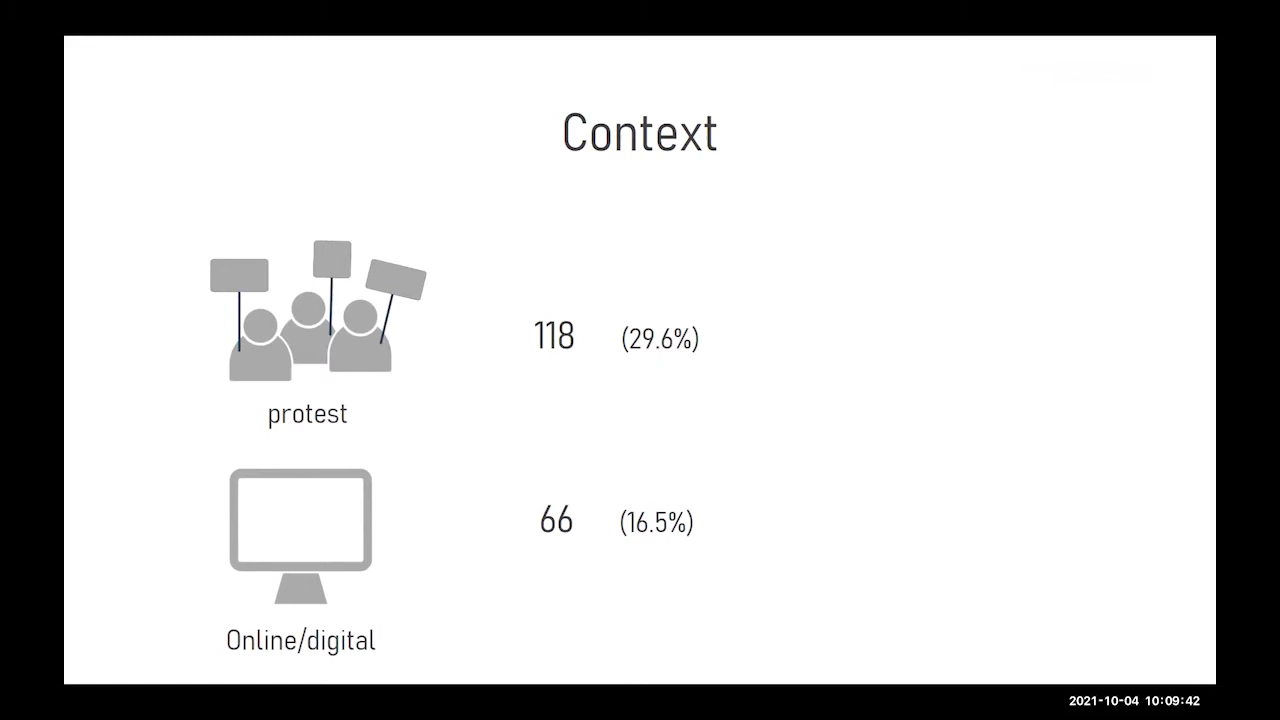 Context
118 (29.6%)
protest
66 (16.5%)
Online/digital
2021-10-04 10:09:42